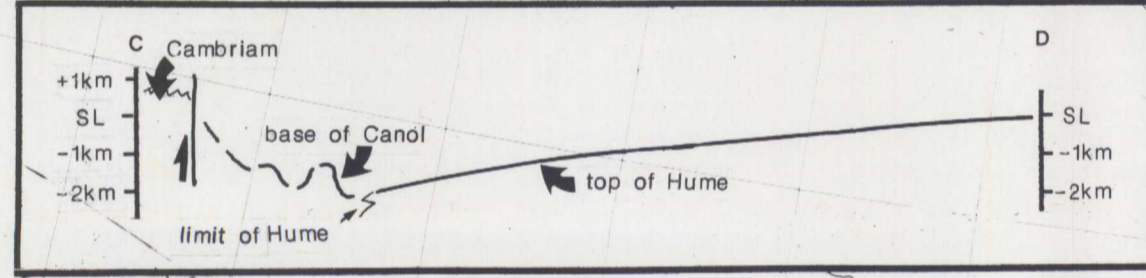 C
Cambriam
+1km
SL
-1km
-2km
base of Canol
limit of Hume
top of Hume
D
SL
-1km
-2km